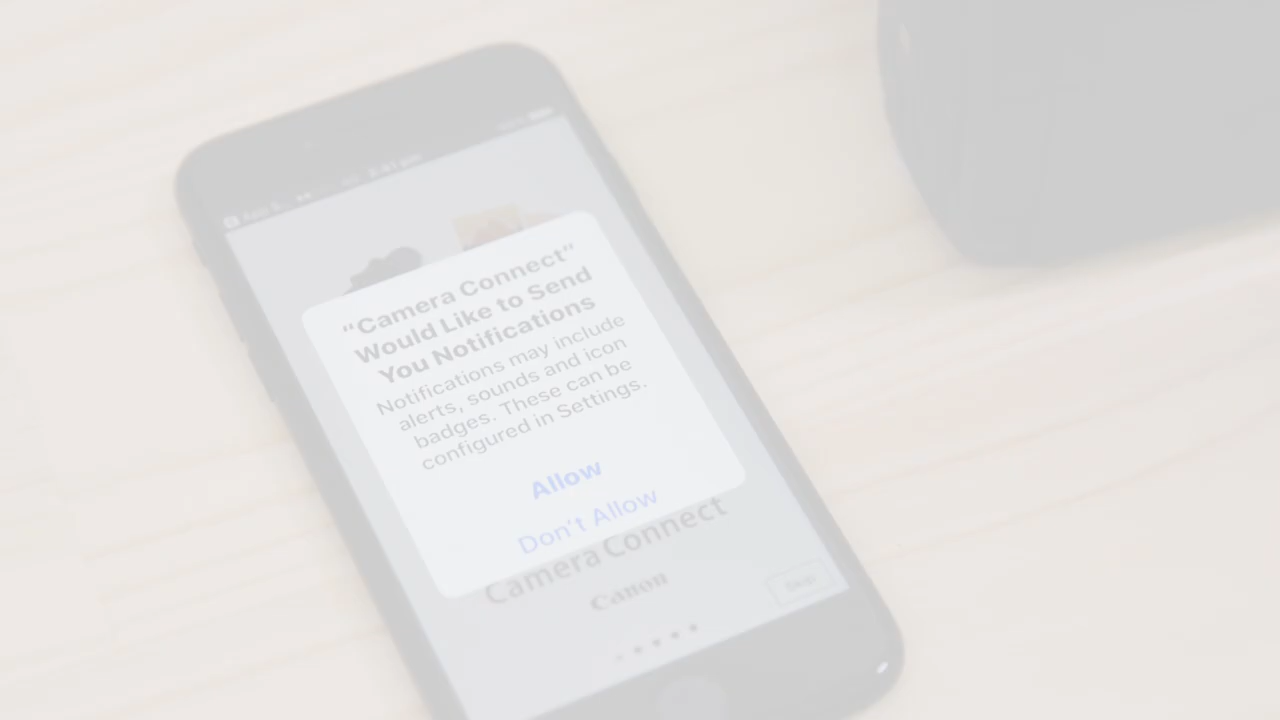 “Camera Connect”
Would Like to Send
You Notifications
Notifications may include
alerts, sounds and icon
badges. These can be
configured in Settings.
Allow
Don't Allow
Camera Connect
Canon
Skip